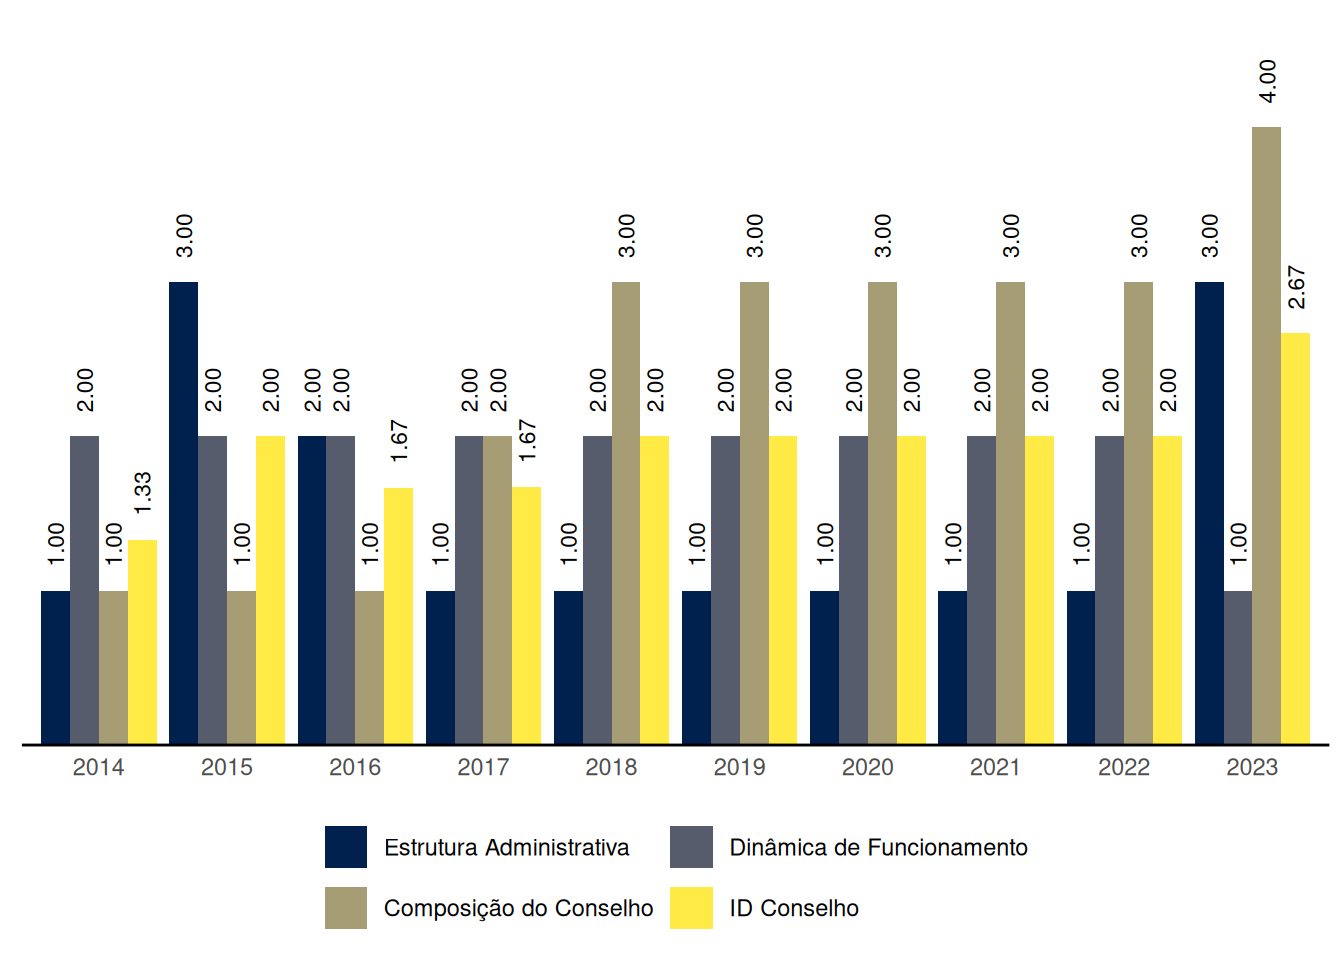 1.00 2.00 1.00 1.33 3.00 2.00 1.00 2.00 2.00 2.00 1.00 1.67 1.00 2.00 2.00 1.67 1.00 2.00 3.00 2.00 1.00 2.00 3.00 2.00 1.00 2.00 3.00 2.00 1.00 2.00 3.00 2.00 1.00 2.00 3.00 2.00 3.00 1.00 4.00 2.67
2014 2015 2016 2017 2018 2019 2020 2021 2022 2023
Estrutura Administrativa Dinâmica de Funcionamento
Composição do Conselho ID Conselho